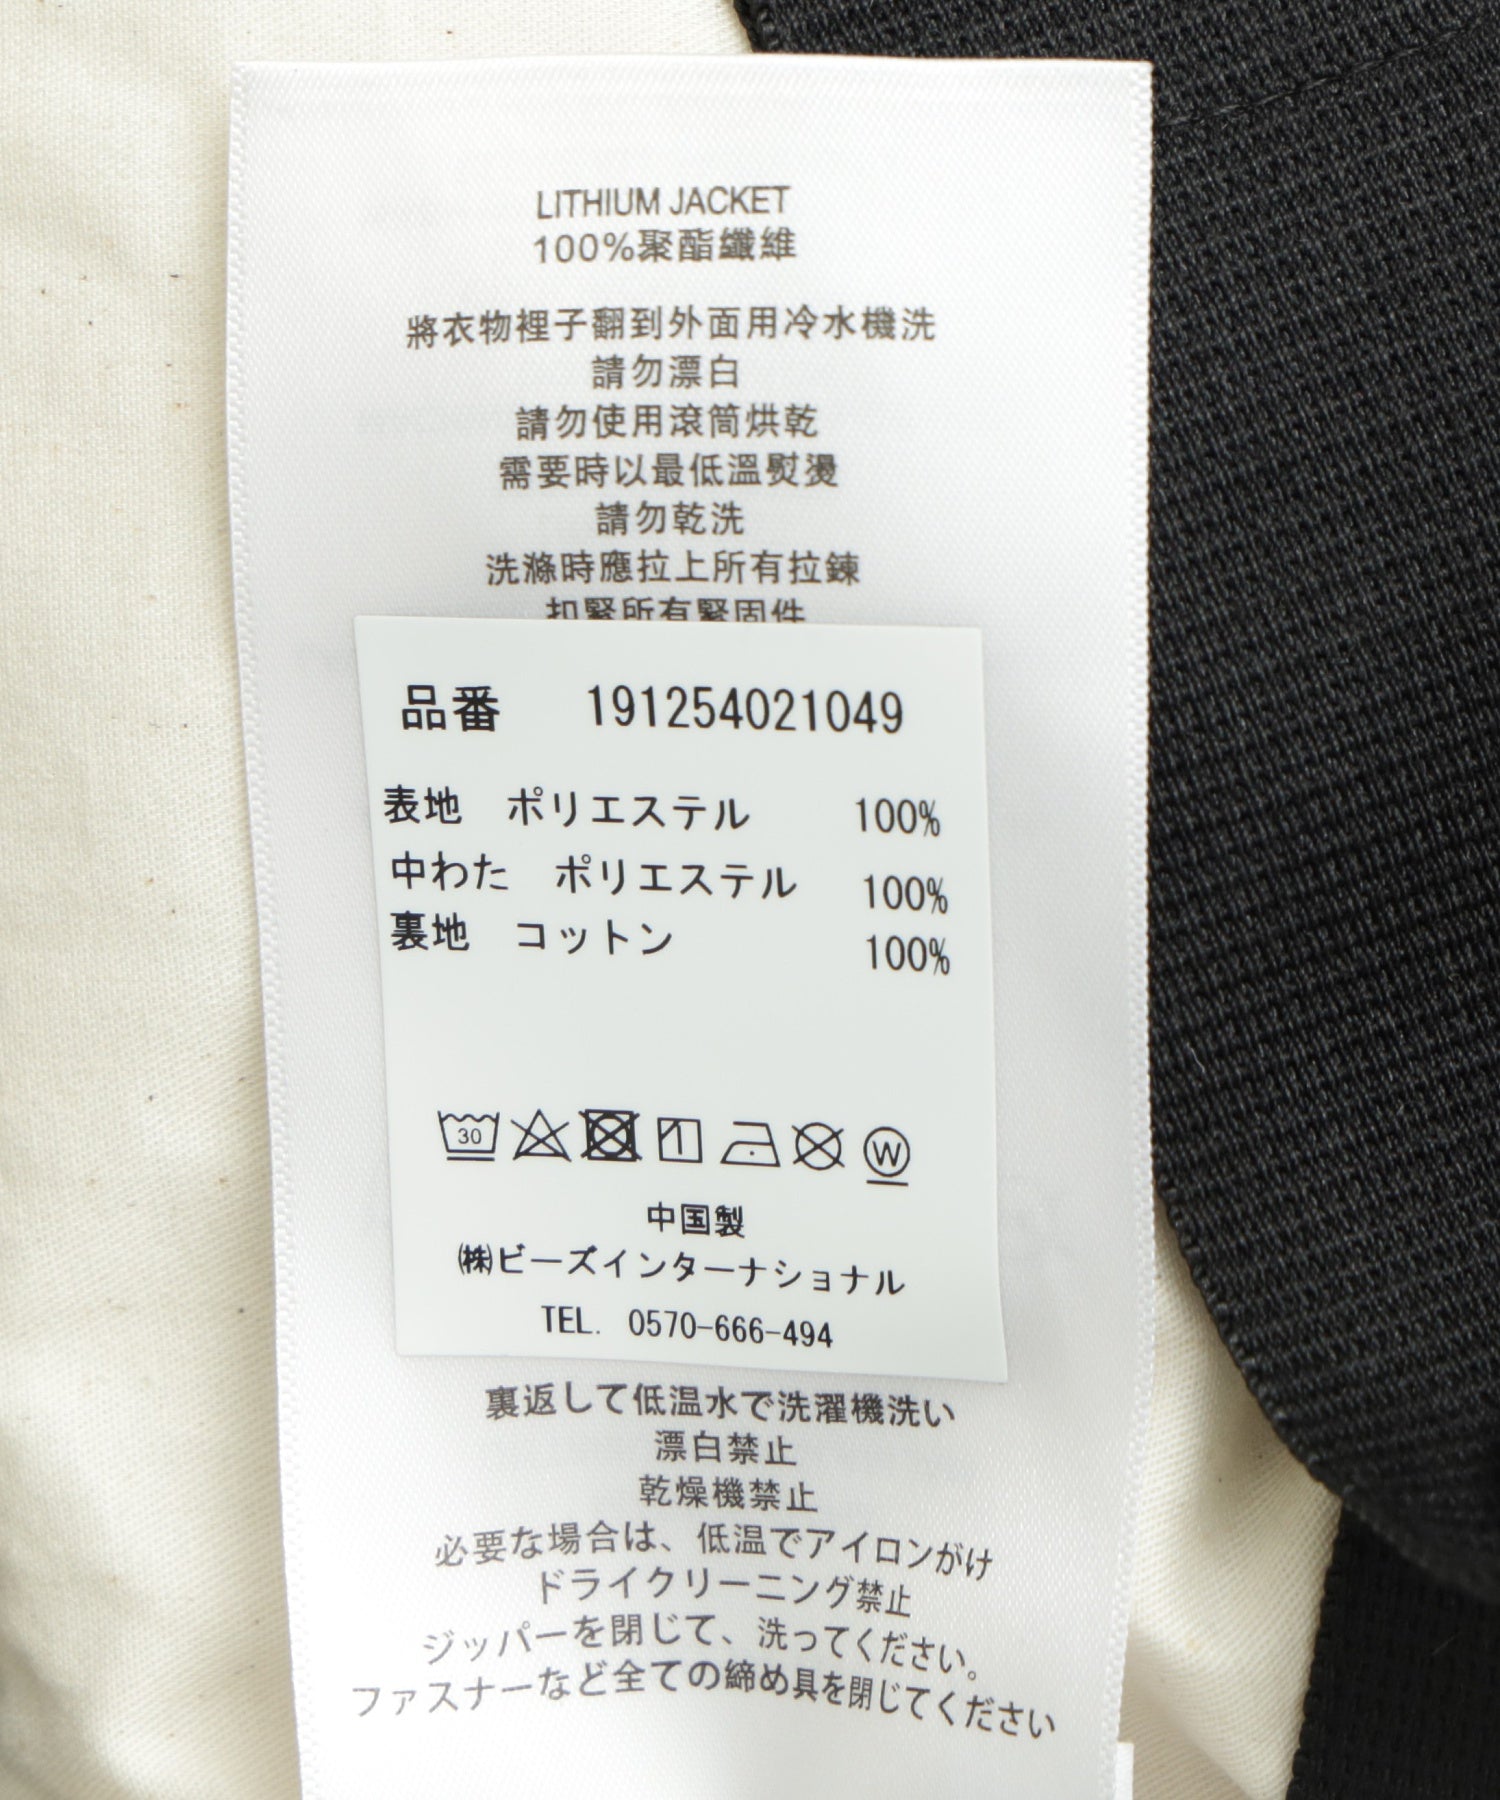 LITHIUM JACKET
100%聚酯纖維
將衣物裡子翻到外面用冷水機洗
請勿漂白
請勿使用滾筒烘乾
需要時以最低溫熨燙
請勿乾洗
洗滌時應拉上所有拉鍊
扣緊所有緊固件
品番 191254021049
表地 ポリエステル 100%
中わた ポリエステル 100%
裏地 コットン 100%
30 W
中国製
㈱ビーズインターナショナル
TEL. 0570-666-494
裏返して低温水で洗濯機洗い
漂白禁止
乾燥機禁止
必要な場合は、低温でアイロンがけ
ドライクリーニング禁止
ジッパーを閉じて、洗ってください。
ファスナーなど全ての締め具を閉じてください